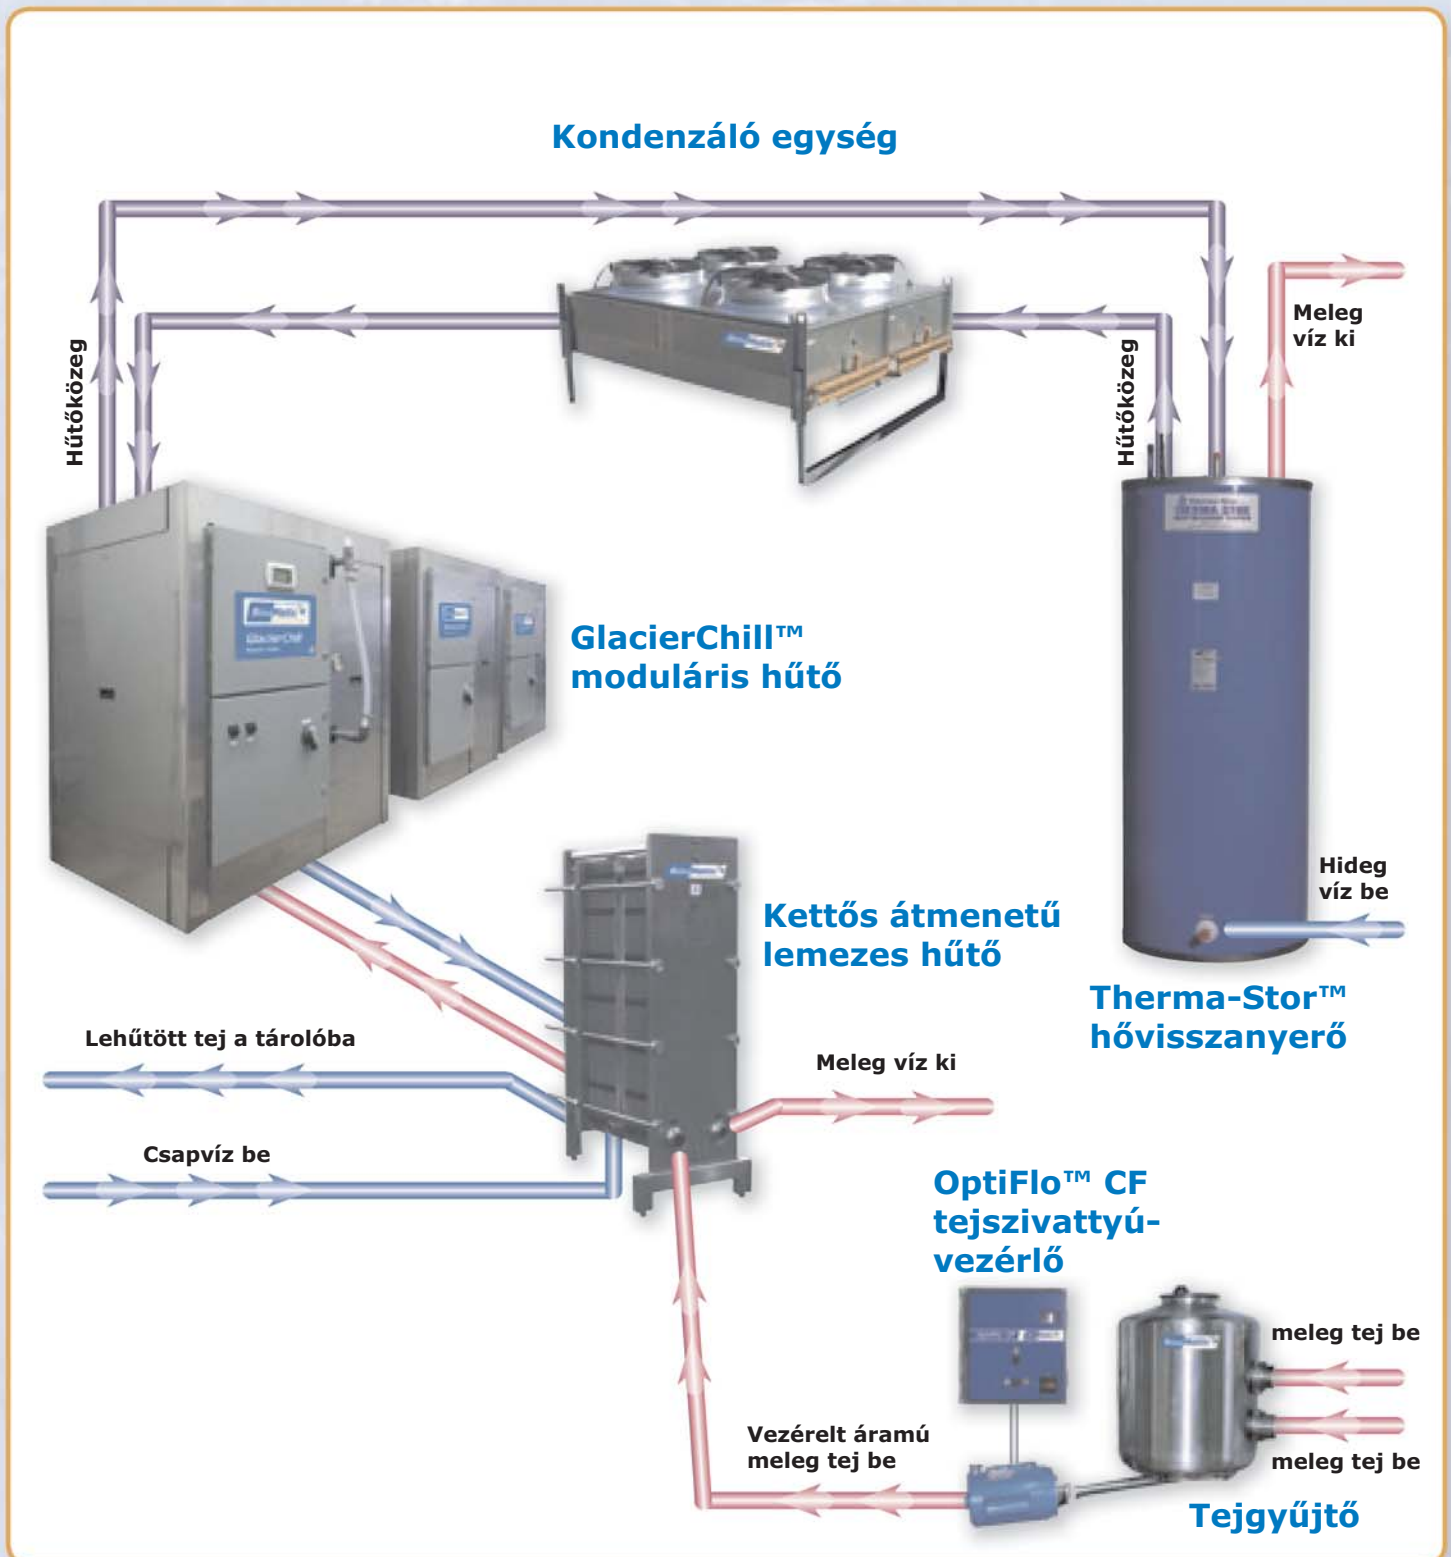 Kondenzáló egység
Hűtőközeg
Hűtőközeg
Meleg
víz ki
GlacierChill™
moduláris hűtő
GlacierChill
Hideg
víz be
Kettős átmenetű
lemezes hűtő
Therma-Stor™
hővisszanyerő
Lehűtött tej a tárolóba
Meleg víz ki
Csapvíz be
OptiFlo™ CF
tejszivattyú-
vezérlő
meleg tej be
Vezérelt áramú
meleg tej be
meleg tej be
Tejgyűjtő